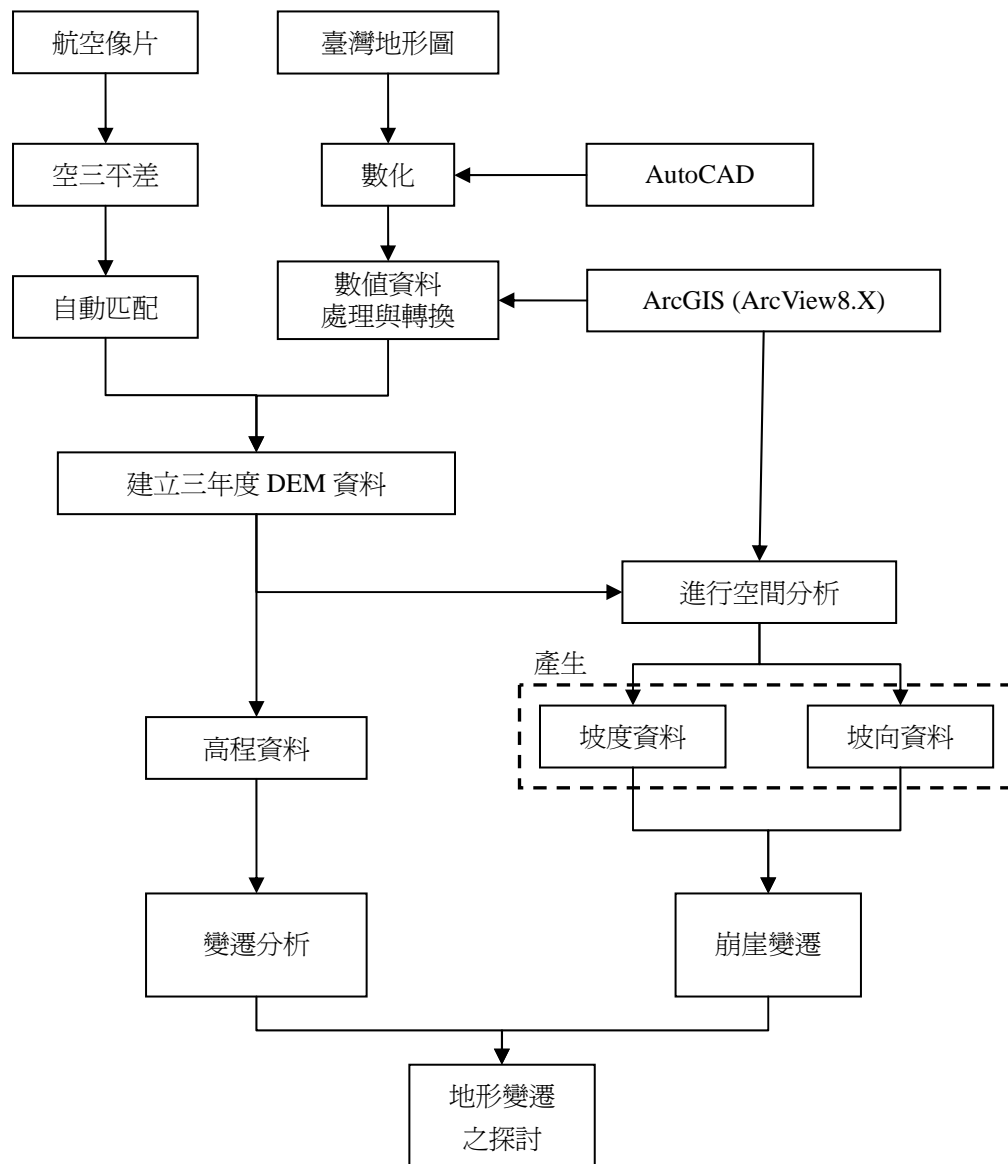 航空像片
臺灣地形圖
空三平差
數化
AutoCAD
自動匹配
數值資料
處理與轉換
ArcGIS (ArcView8.X)
建立三年度 DEM 資料
進行空間分析
產生
高程資料
坡度資料
坡向資料
變遷分析
崩崖變遷
地形變遷
之探討